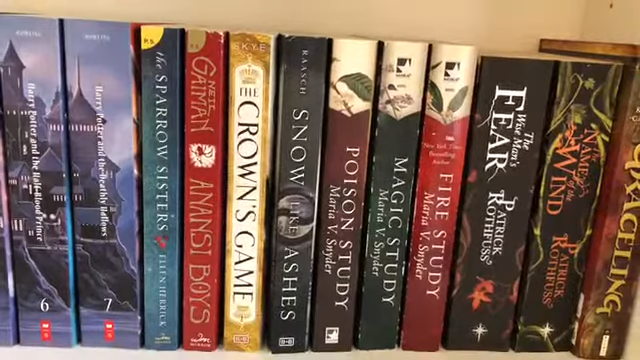 ROWLING
Harry Potter and the Half-Blood Prince
6
ROWLING
Harry Potter and the Deathly Hallows
7
the SPARROW SISTERS
ELLEN HERRICK
NEIL GAIMAN
ANANSI BOYS
SKYE
THE CROWN'S GAME
RAASCH
SNOW LIKE ASHES
POISON STUDY
Maria V. Snyder
MAGIC STUDY
Maria V. Snyder
The New York Times Bestselling Author
FIRE STUDY
Maria V. Snyder
The Wise Man's FEAR
PATRICK ROTHFUSS
The NAME of the WIND
PATRICK ROTHFUSS